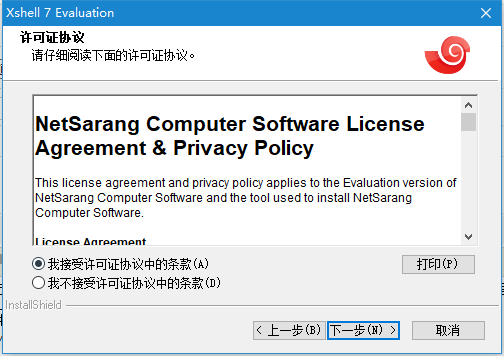 Xshell 7 Evaluation
许可证协议
请仔细阅读下面的许可证协议。
NetSarang Computer Software License
Agreement & Privacy Policy
This license agreement and privacy policy applies to the Evaluation version of
NetSarang Computer Software and the tool used to install NetSarang
Computer Software.
License Agreement
我接受许可证协议中的条款(A)
打印(P)
我不接受许可证协议中的条款(D)
InstallShield
< 上一步(B)
下一步(N) >
取消